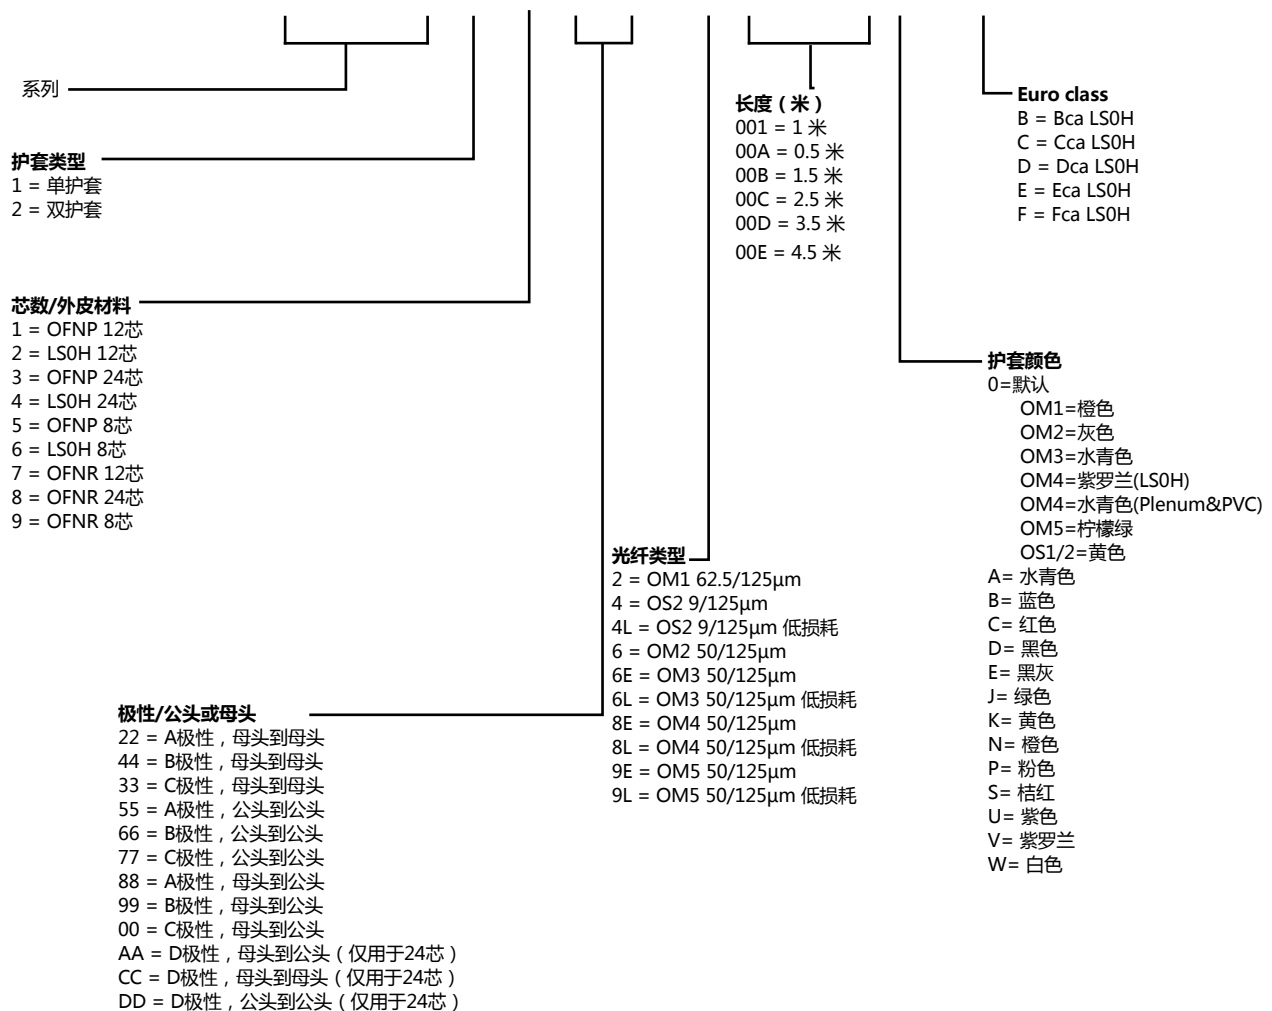 系列
护套类型
1 = 单护套
2 = 双护套
芯数/外皮材料
1 = OFNP 12芯
2 = LS0H 12芯
3 = OFNP 24芯
4 = LS0H 24芯
5 = OFNP 8芯
6 = LS0H 8芯
7 = OFNR 12芯
8 = OFNR 24芯
9 = OFNR 8芯
极性/公头或母头
22 = A极性，母头到母头
44 = B极性，母头到母头
33 = C极性，母头到母头
55 = A极性，公头到公头
66 = B极性，公头到公头
77 = C极性，公头到公头
88 = A极性，母头到公头
99 = B极性，母头到公头
00 = C极性，母头到公头
AA = D极性，母头到公头（仅用于24芯）
CC = D极性，母头到母头（仅用于24芯）
DD = D极性，公头到公头（仅用于24芯）
光纤类型
2 = OM1 62.5/125μm
4 = OS2 9/125μm
4L = OS2 9/125μm 低损耗
6 = OM2 50/125μm
6E = OM3 50/125μm
6L = OM3 50/125μm 低损耗
8E = OM4 50/125μm
8L = OM4 50/125μm 低损耗
9E = OM5 50/125μm
9L = OM5 50/125μm 低损耗
长度（米）
001 = 1 米
00A = 0.5 米
00B = 1.5 米
00C = 2.5 米
00D = 3.5 米
00E = 4.5 米
护套颜色
0=默认
OM1=橙色
OM2=灰色
OM3=水青色
OM4=紫罗兰(LS0H)
OM4=水青色(Plenum&PVC)
OM5=柠檬绿
OS1/2=黄色
A= 水青色
B= 蓝色
C= 红色
D= 黑色
E= 黑灰
J= 绿色
K= 黄色
N= 橙色
P= 粉色
S= 桔红
U= 紫色
V= 紫罗兰
W= 白色
Euro class
B = Bca LS0H
C = Cca LS0H
D = Dca LS0H
E = Eca LS0H
F = Fca LS0H